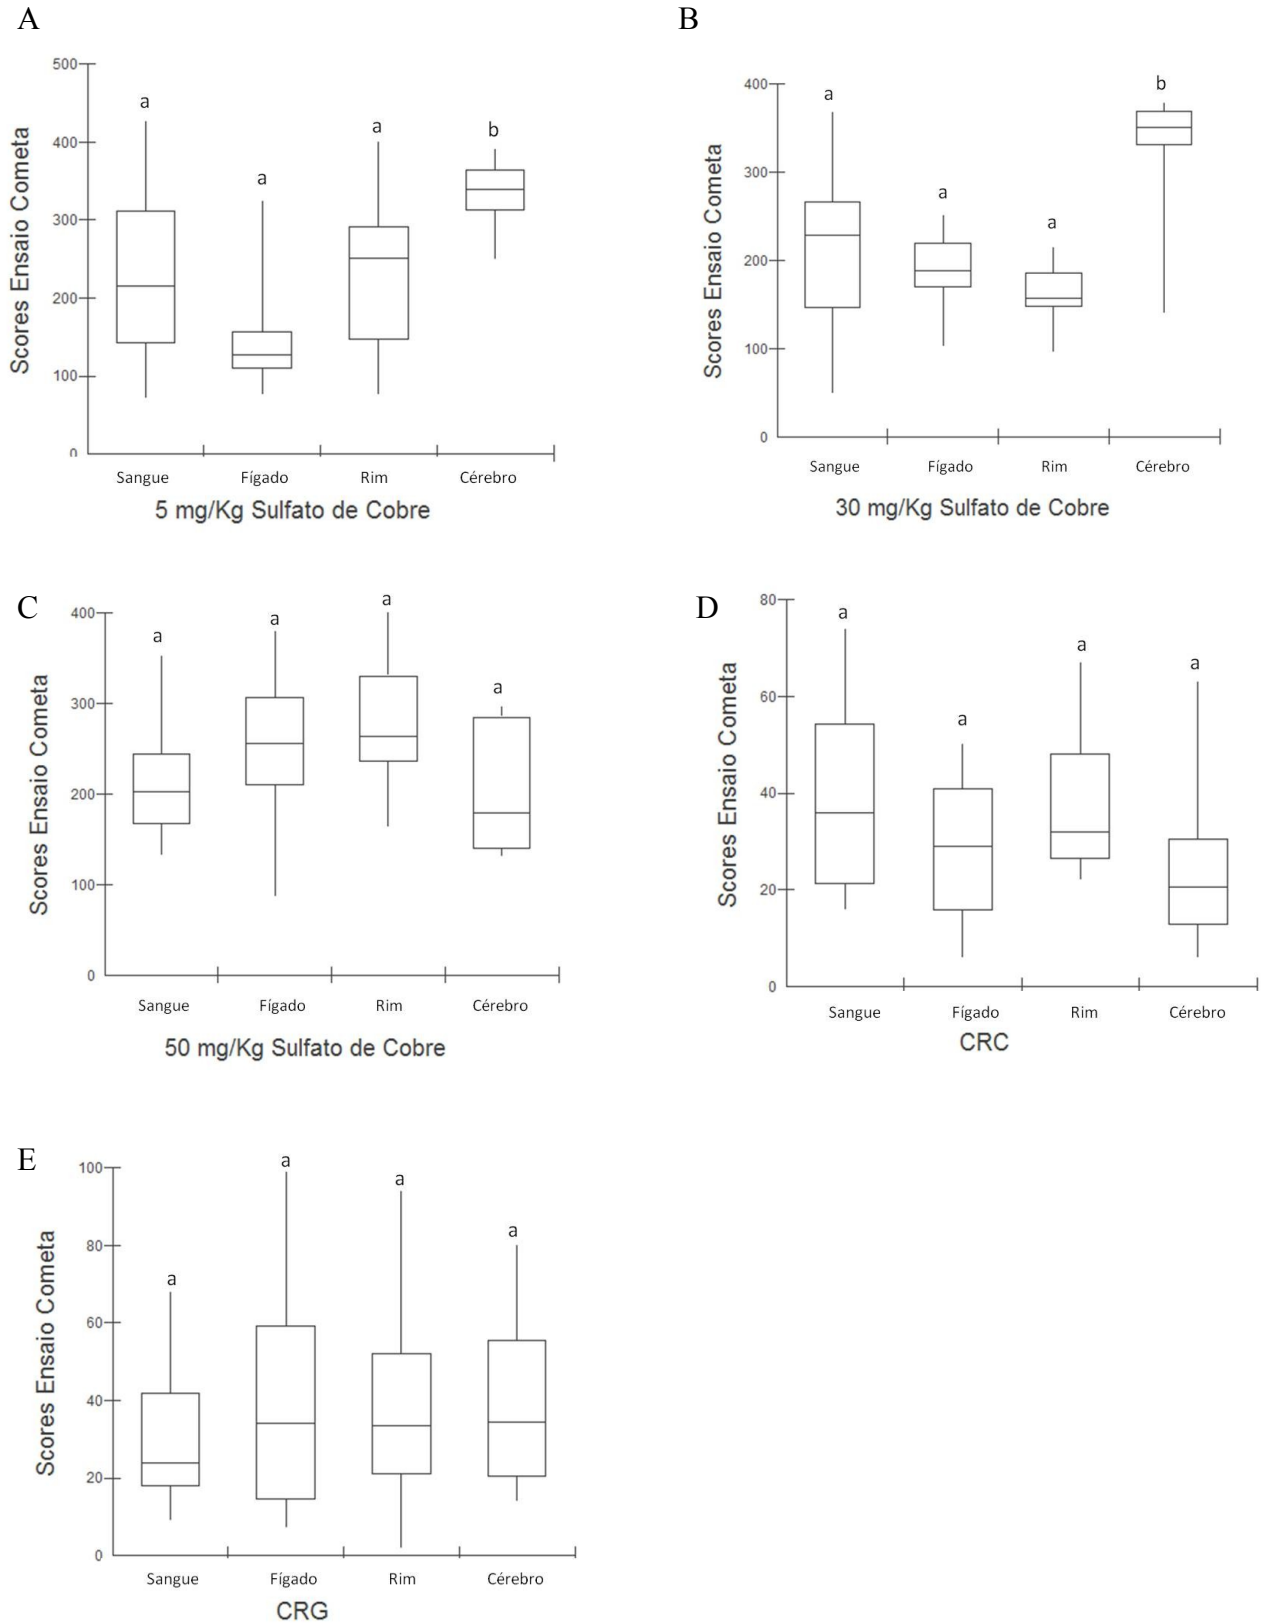 A
500
400
300
200
100
0
Scores Ensaio Cometa
a
a
a
b
Sangue Fígado Rim Cérebro
5 mg/Kg Sulfato de Cobre
B
400
300
200
100
0
Scores Ensaio Cometa
a
a
a
b
Sangue Fígado Rim Cérebro
30 mg/Kg Sulfato de Cobre
C
400
300
200
100
0
Scores Ensaio Cometa
a
a
a
a
Sangue Fígado Rim Cérebro
50 mg/Kg Sulfato de Cobre
D
80
60
40
20
0
Scores Ensaio Cometa
a
a
a
a
Sangue Fígado Rim Cérebro
CRC
E
100
80
60
40
20
0
Scores Ensaio Cometa
a
a
a
a
Sangue Fígado Rim Cérebro
CRG